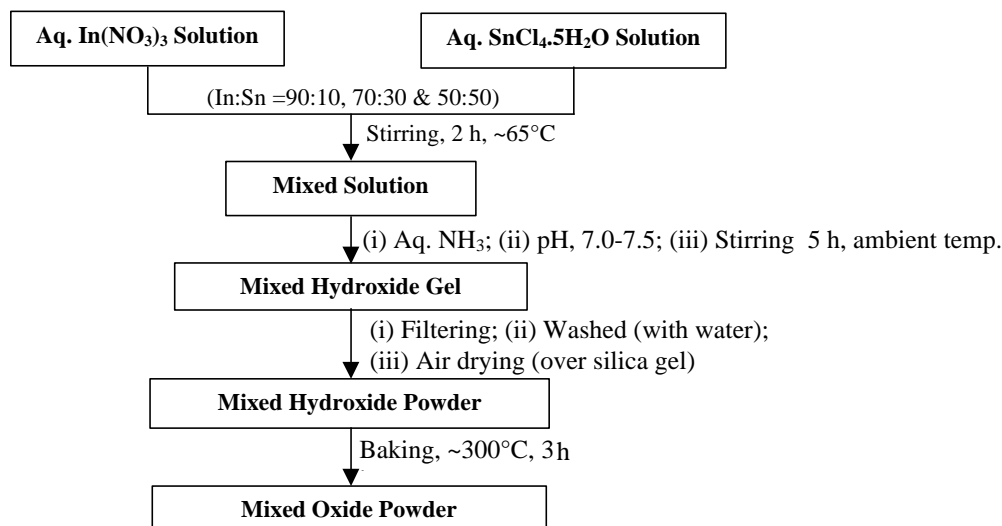 Aq. In(NO₃)₃ Solution
Aq. SnCl₄.5H₂O Solution
(In:Sn =90:10, 70:30 & 50:50)
Stirring, 2 h, ~65°C
Mixed Solution
(i) Aq. NH₃; (ii) pH, 7.0-7.5; (iii) Stirring 5 h, ambient temp.
Mixed Hydroxide Gel
(i) Filtering; (ii) Washed (with water);
(iii) Air drying (over silica gel)
Mixed Hydroxide Powder
Baking, ~300°C, 3h
Mixed Oxide Powder